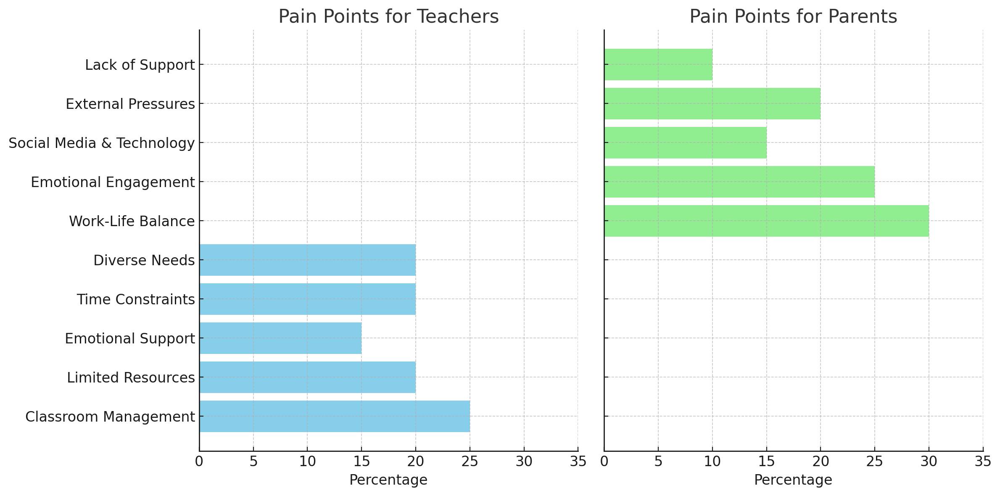 Pain Points for Teachers
Pain Points for Parents
Lack of Support
External Pressures
Social Media & Technology
Emotional Engagement
Work-Life Balance
Diverse Needs
Time Constraints
Emotional Support
Limited Resources
Classroom Management
0 5 10 15 20 25 30 35
0 5 10 15 20 25 30 35
Percentage
Percentage